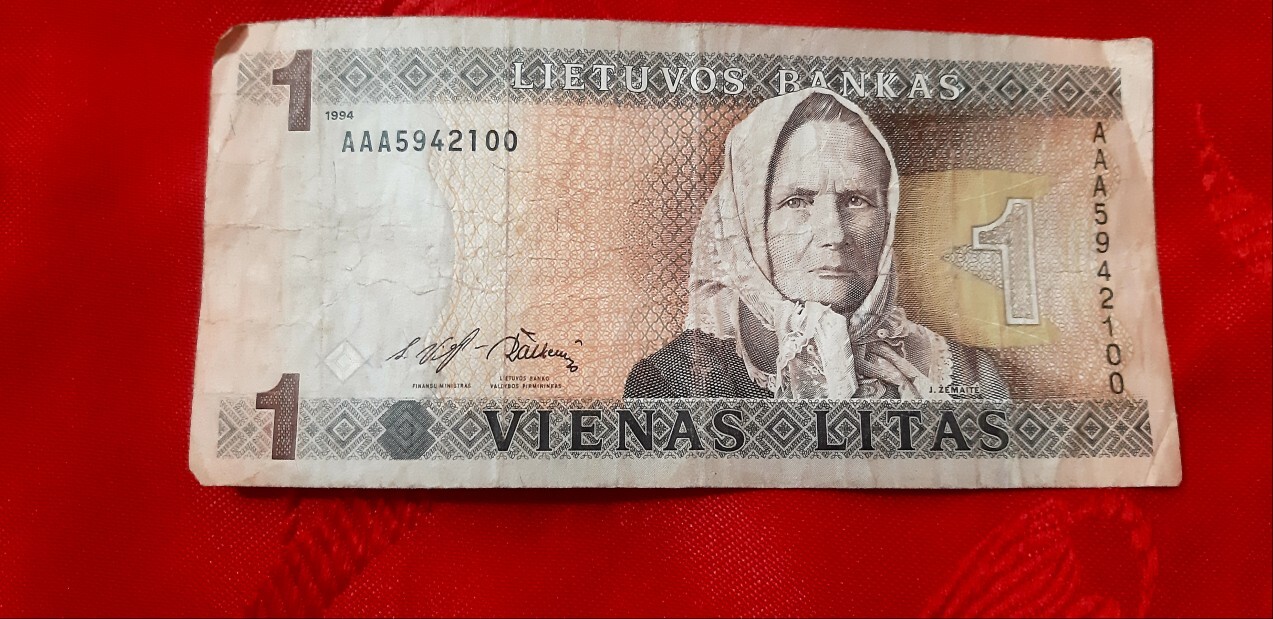 1
LIETUVOS BANKAS
1994
AAA5942100
AAA5942100
1
FINANSŲ MINISTRAS
LIETUVOS BANKO
VALDYBOS PIRMININKAS
J. ŽEMAITĖ
1
VIENAS LITAS